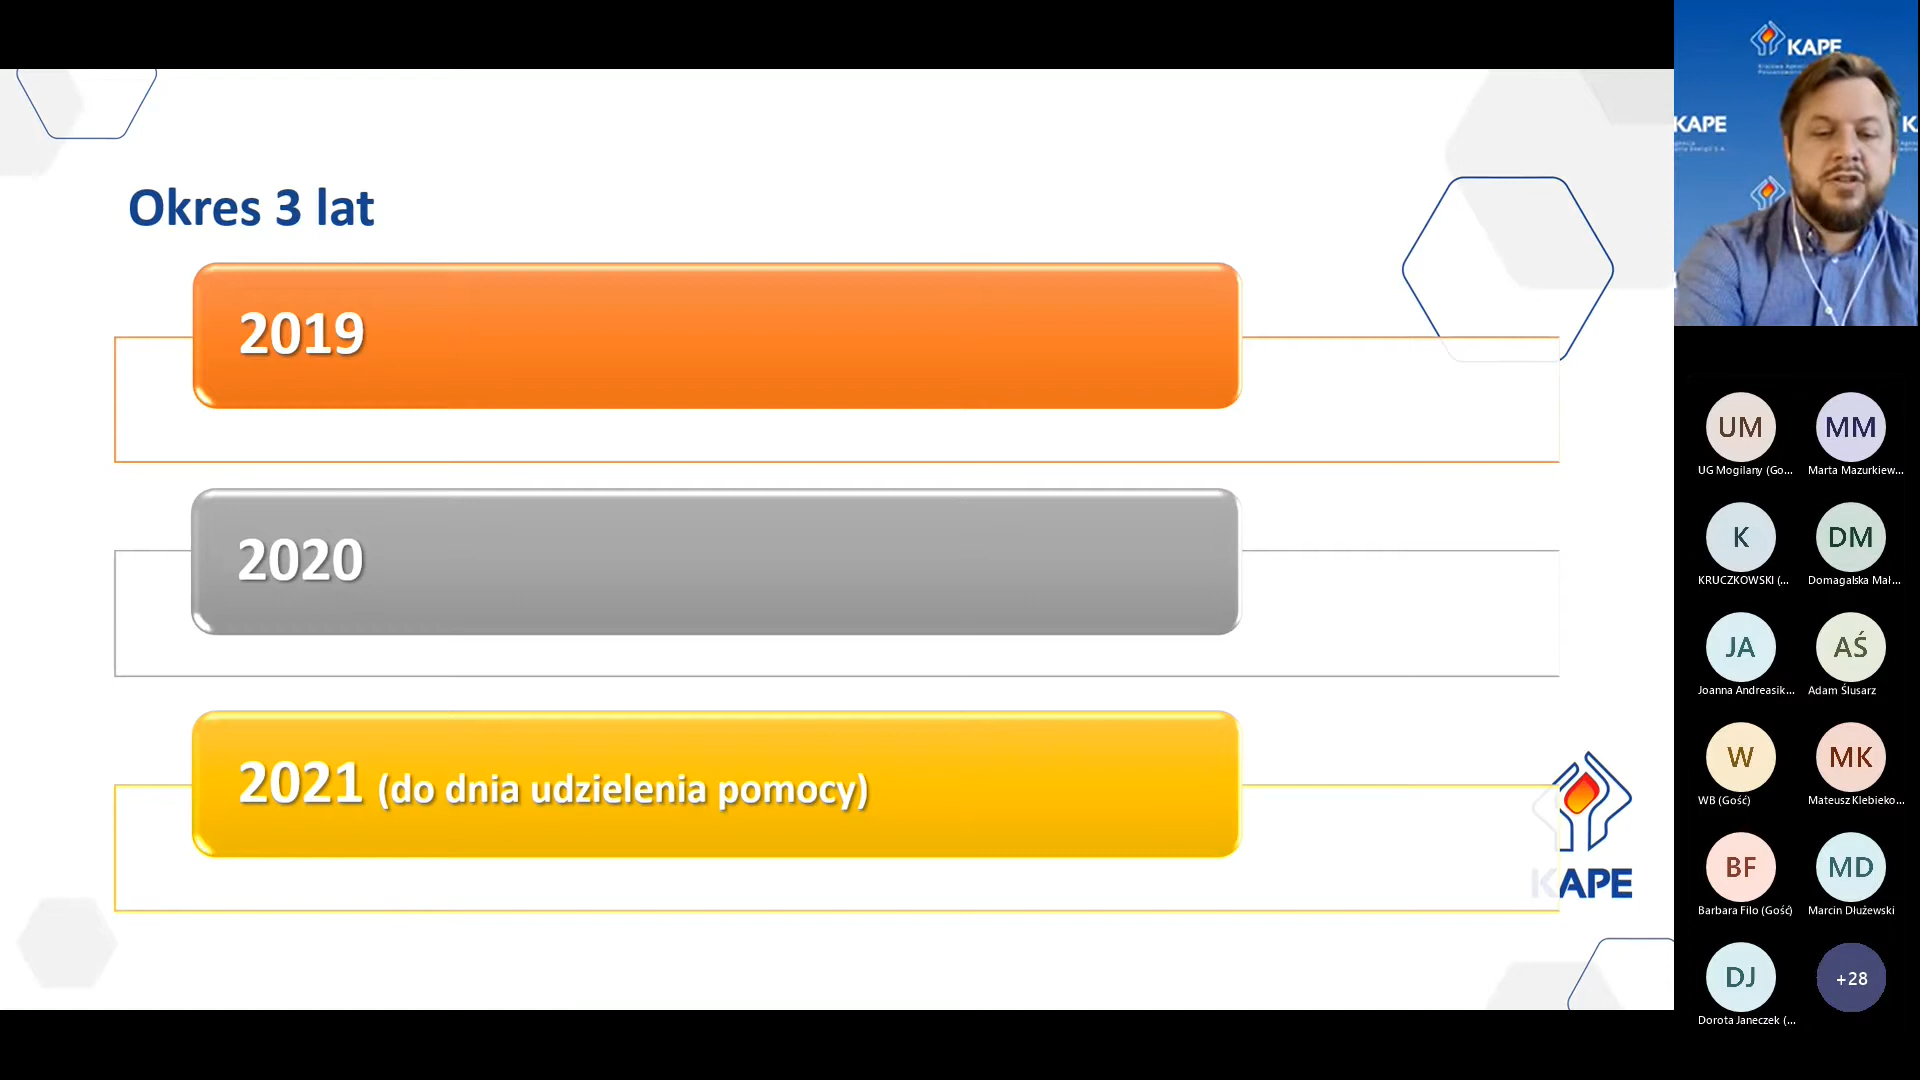 Okres 3 lat
2019
2020
2021 (do dnia udzielenia pomocy)
KAPE
KAPE
KAPE
UM
UG Mogilany (Go...
MM
Marta Mazurkiew...
K
KRUCZKOWSKI (...
DM
Domagalska Mał...
JA
Joanna Andreasik...
AŚ
Adam Ślusarz
W
WB (Gość)
MK
Mateusz Klebieko...
BF
Barbara Filo (Gość)
MD
Marcin Dłużewski
DJ
Dorota Janeczek (...
+28